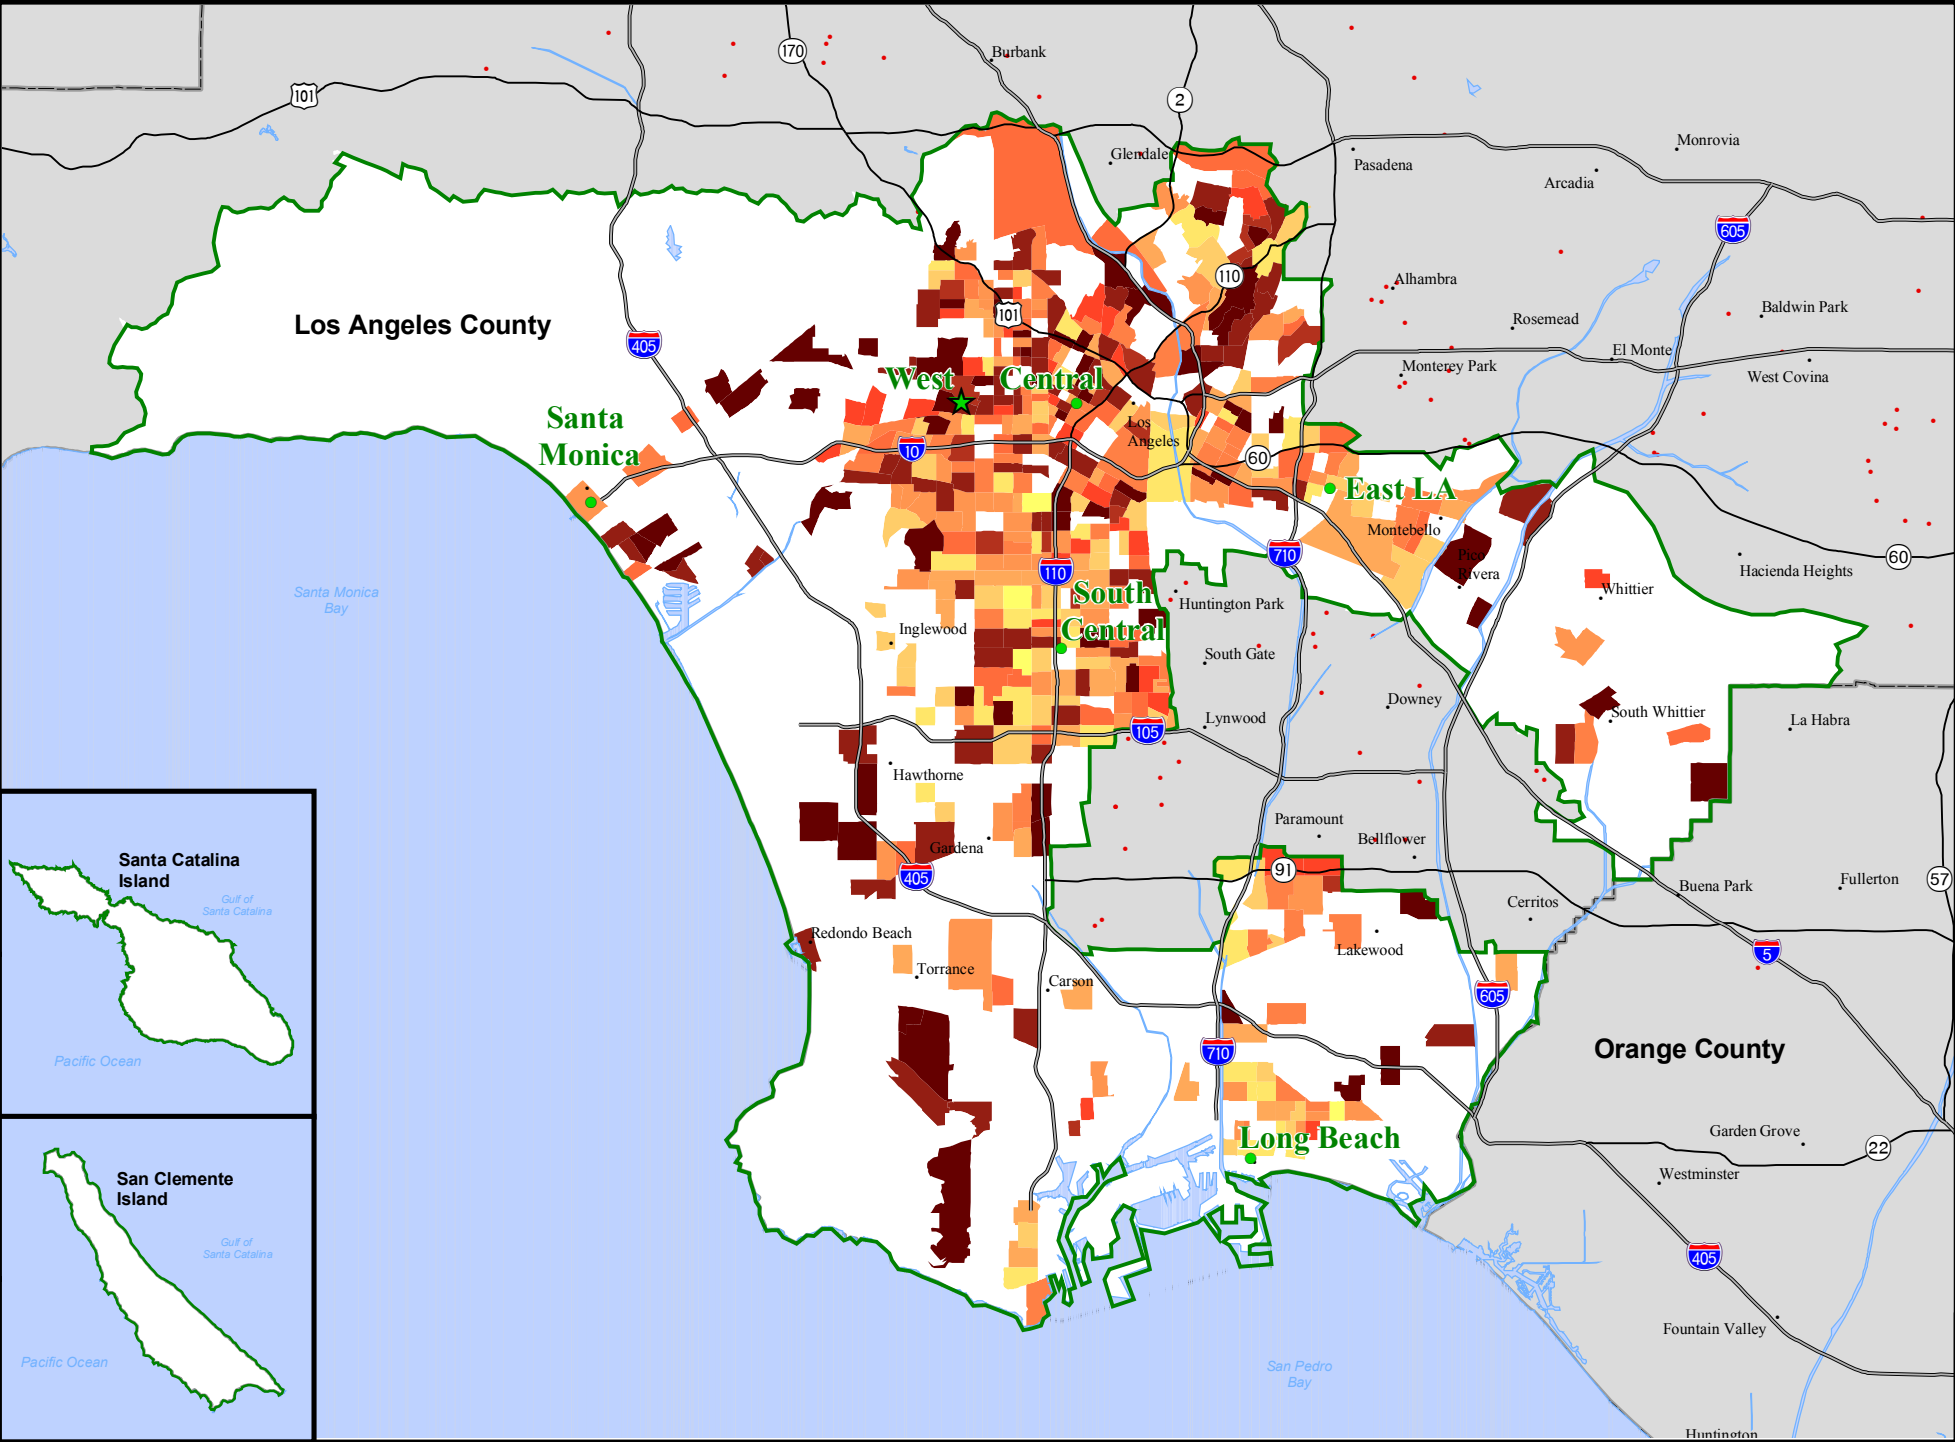 170
Burbank
101
2
Glendale
Pasadena
Monrovia
Arcadia
605
110
Alhambra
Baldwin Park
101
Rosemead
Los Angeles County
405
El Monte
Monterey Park
West Covina
West
Central
Santa
Monica
Los
Angeles
10
60
East LA
Montebello
Pico
Rivera
710
60
Hacienda Heights
110
Santa Monica
Bay
South
Central
Huntington Park
Whittier
Inglewood
South Gate
Downey
South Whittier
La Habra
Lynwood
105
Hawthorne
Paramount
Bellflower
Gardena
91
405
Santa Catalina
Island
Gulf of
Santa Catalina
Buena Park
Fullerton
57
Cerritos
Redondo Beach
Lakewood
5
Torrance
Carson
605
Pacific Ocean
710
Orange County
Long Beach
Garden Grove
22
Westminster
San Clemente
Island
Gulf of
Santa Catalina
405
Fountain Valley
Pacific Ocean
San Pedro
Bay
Huntington